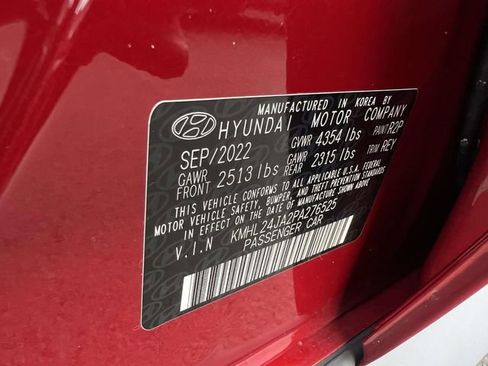 MANUFACTURED IN KOREA BY
HYUNDAI MOTOR COMPANY
SEP/2022 GVWR 4354 lbs PAINT R2P
GAWR FRONT 2513 lbs GAWR REAR 2315 lbs TRIM REY
THIS VEHICLE CONFORMS TO ALL APPLICABLE U.S.A. FEDERAL
MOTOR VEHICLE SAFETY, BUMPER, AND THEFT PREVENTION STANDARDS
IN EFFECT ON THE DATE OF MANUFACTURE SHOWN ABOVE.
V.I.N KMHL24JA2PA276525
PASSENGER CAR